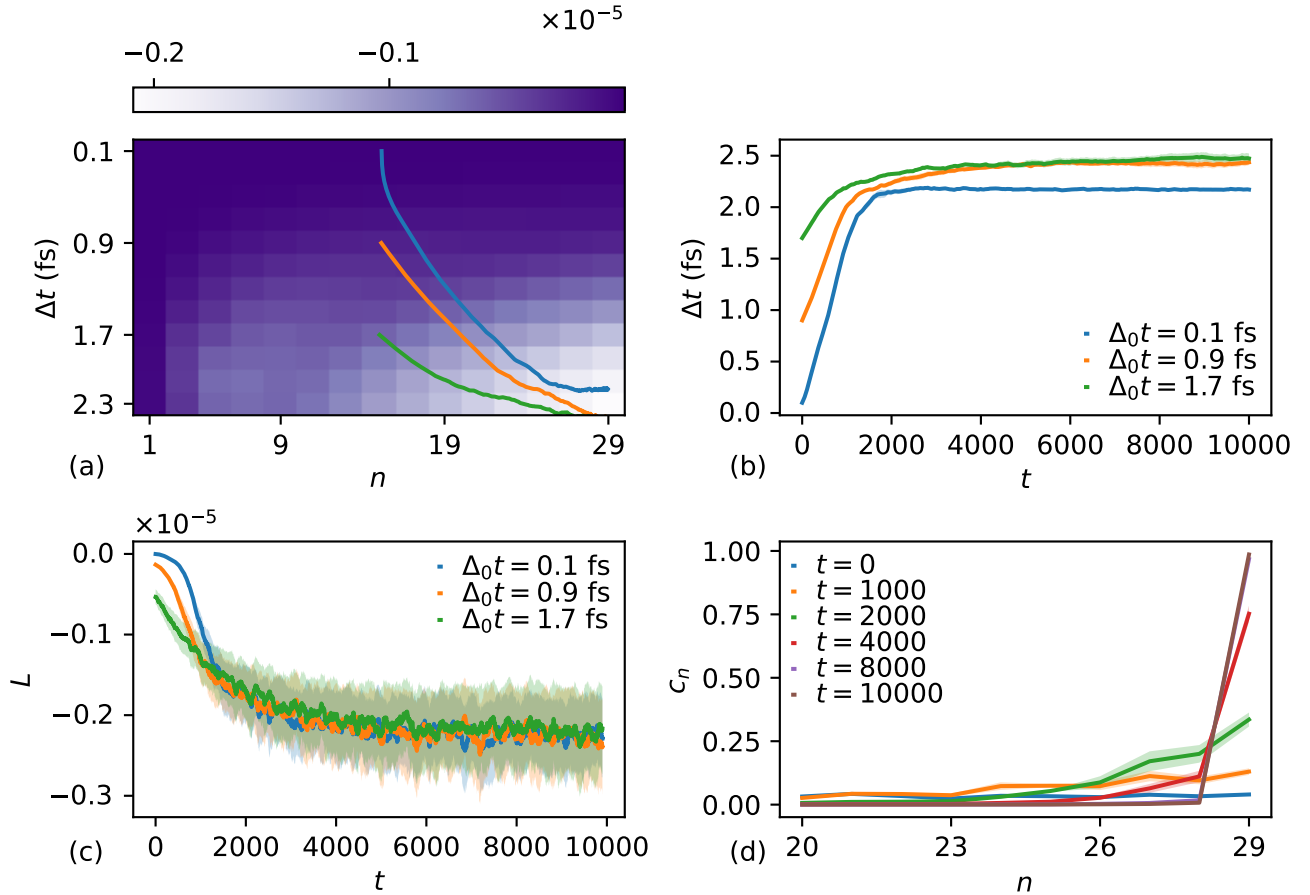 ×10⁻⁵
−0.2 −0.1
0.1
0.9
1.7
2.3
Δt (fs)
1 9 19 29
n
(a)
2.5
2.0
1.5
1.0
0.5
0.0
Δt (fs)
Δ₀t = 0.1 fs
Δ₀t = 0.9 fs
Δ₀t = 1.7 fs
0 2000 4000 6000 8000 10000
t
(b)
×10⁻⁵
0.0
−0.1
−0.2
−0.3
L
Δ₀t = 0.1 fs
Δ₀t = 0.9 fs
Δ₀t = 1.7 fs
0 2000 4000 6000 8000 10000
t
(c)
1.00
0.75
0.50
0.25
0.00
cₙ
t = 0
t = 1000
t = 2000
t = 4000
t = 8000
t = 10000
20 23 26 29
n
(d)